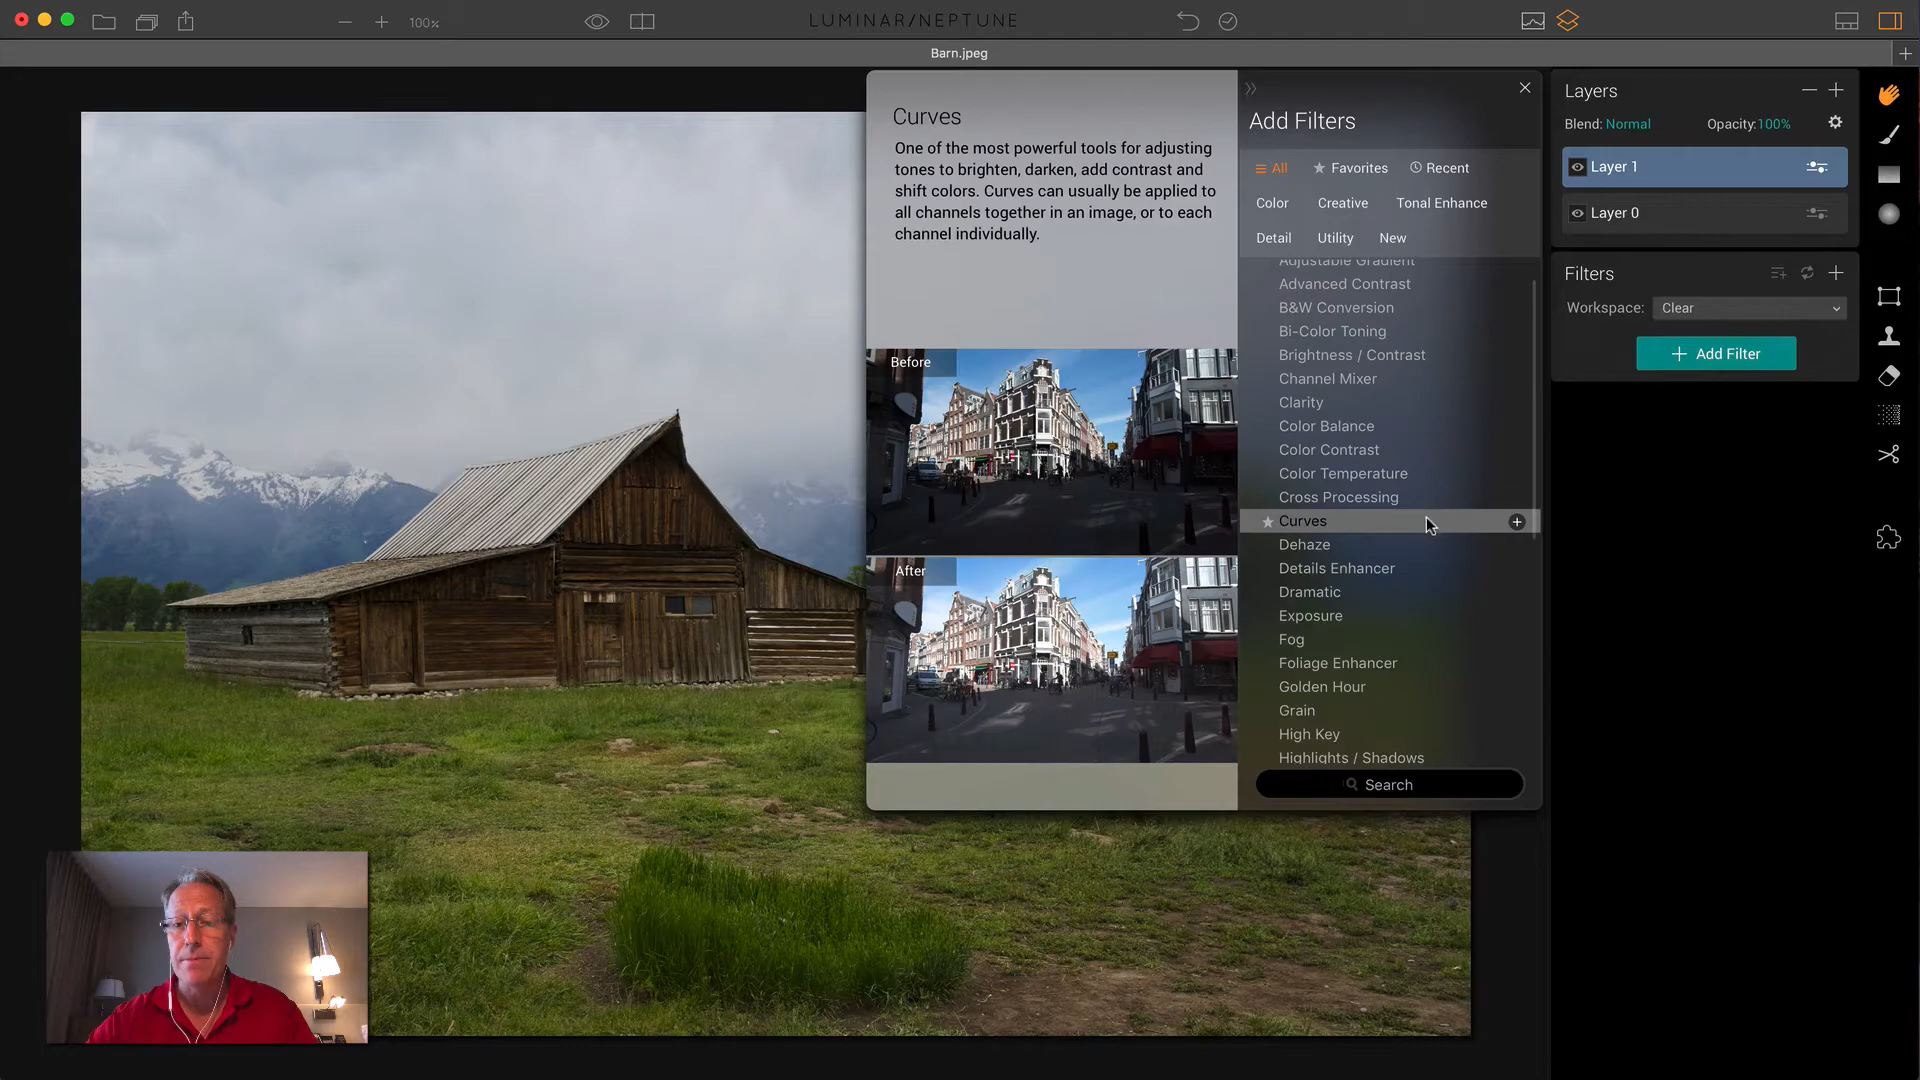 100%
LUMINAR/NEPTUNE
Barn.jpeg
Curves
One of the most powerful tools for adjusting
tones to brighten, darken, add contrast and
shift colors. Curves can usually be applied to
all channels together in an image, or to each
channel individually.
Before
After
Add Filters
All Favorites Recent
Color Creative Tonal Enhance
Detail Utility New
Adjustable Gradient
Advanced Contrast
B&W Conversion
Bi-Color Toning
Brightness / Contrast
Channel Mixer
Clarity
Color Balance
Color Contrast
Color Temperature
Cross Processing
Curves
Dehaze
Details Enhancer
Dramatic
Exposure
Fog
Foliage Enhancer
Golden Hour
Grain
High Key
Highlights / Shadows
Search
Layers
Blend: Normal Opacity:100%
Layer 1
Layer 0
Filters
Workspace: Clear
Add Filter